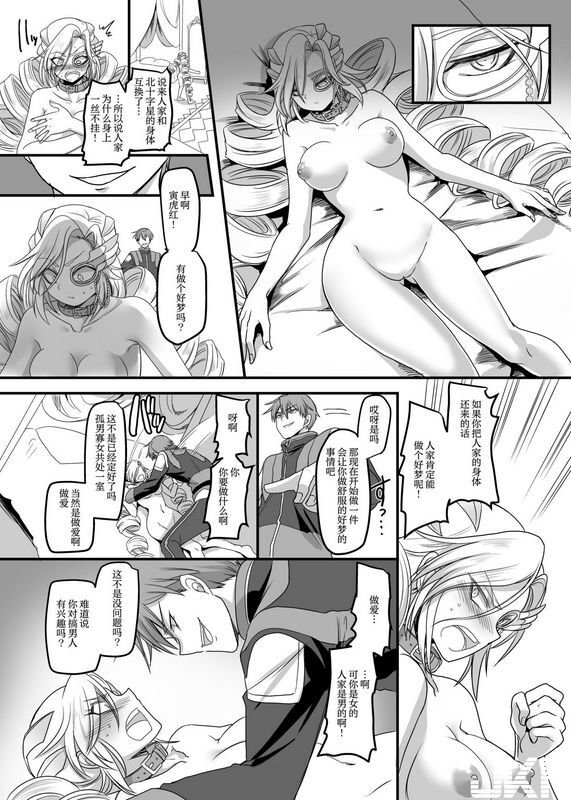 说来人家和
北十字星的身体
互换了…
…所以说人家
为什么身上
一丝不挂！
早啊
寅虎红！
有做个好梦吗？
如果你把人家的身体
还来的话
人家肯定能
做个好梦呢！
哎呀是吗
那现在开始做一件
会让你做舒服的好梦的
事情吧
呀啊
你
你要做什么啊
这不是已经定好了吗
孤男寡女共处一室
当然是做爱啊
做爱
做爱…
…啊
可你是女的
人家是男的啊！
这不是没问题吗？
难道说
你对搞男人
有兴趣吗？